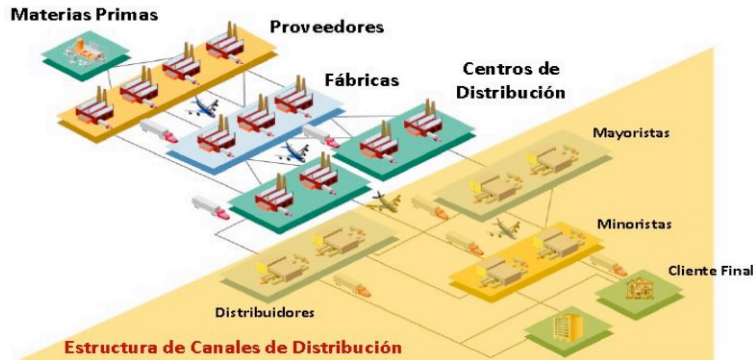 Materias Primas
Proveedores
Fábricas
Centros de
Distribución
Mayoristas
Minoristas
Cliente Final
Distribuidores
Estructura de Canales de Distribución